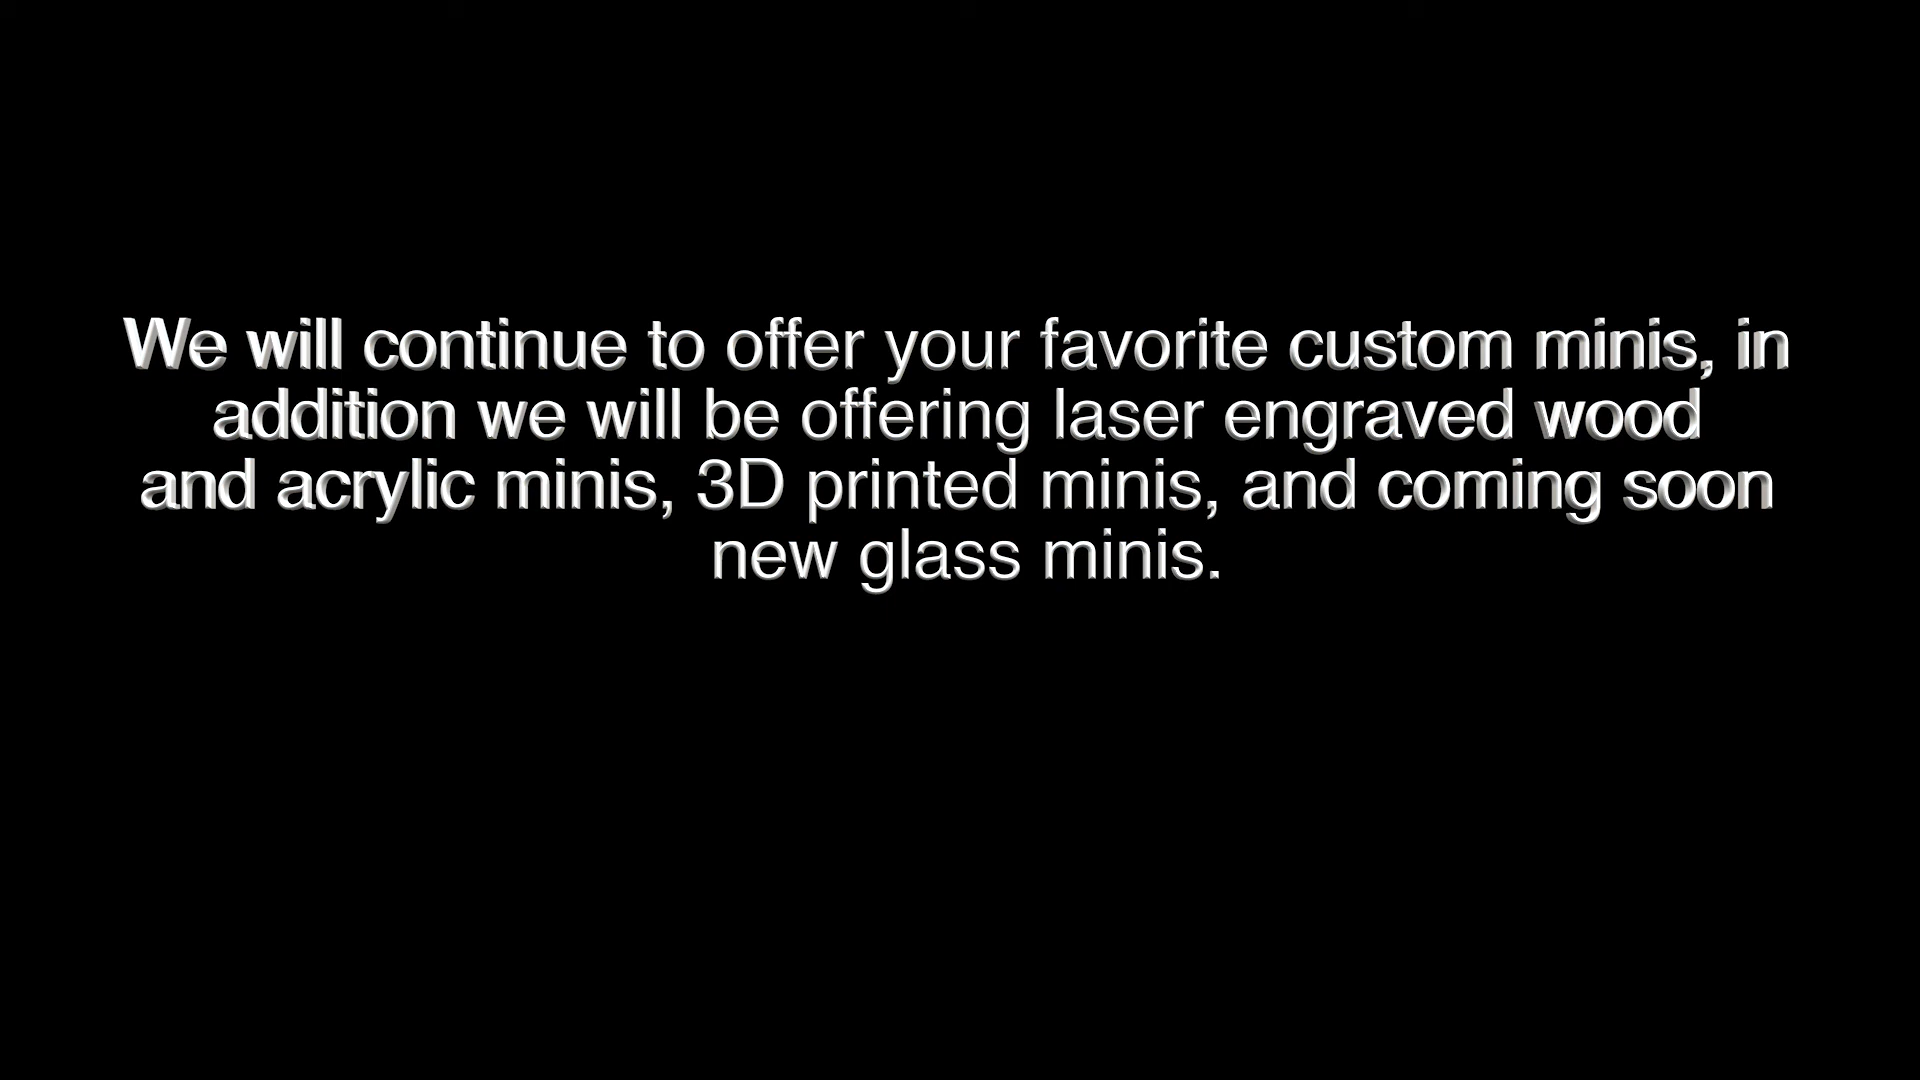 We will continue to offer your favorite custom minis, in
addition we will be offering laser engraved wood
and acrylic minis, 3D printed minis, and coming soon
new glass minis.